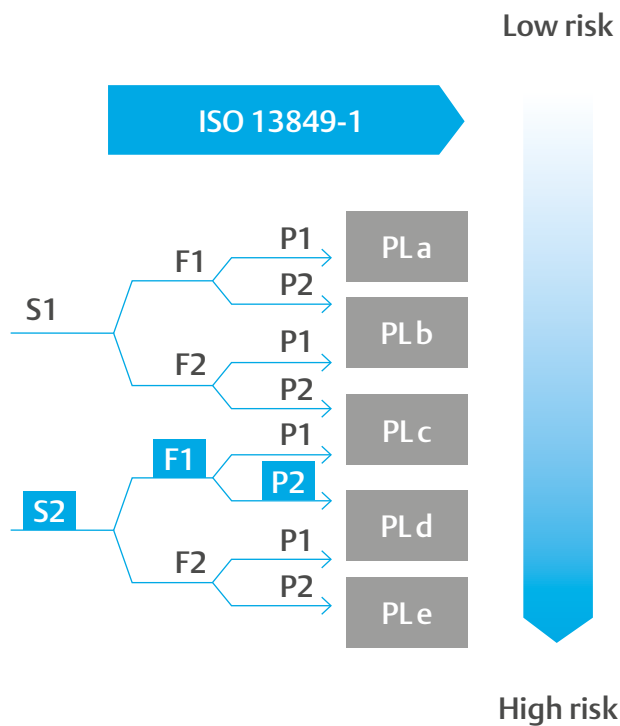 Low risk
ISO 13849-1
P1
PL a
F1
P2
S1
PL b
P1
F2
P2
PL c
P1
F1
P2
S2
PL d
P1
F2
P2
PL e
High risk